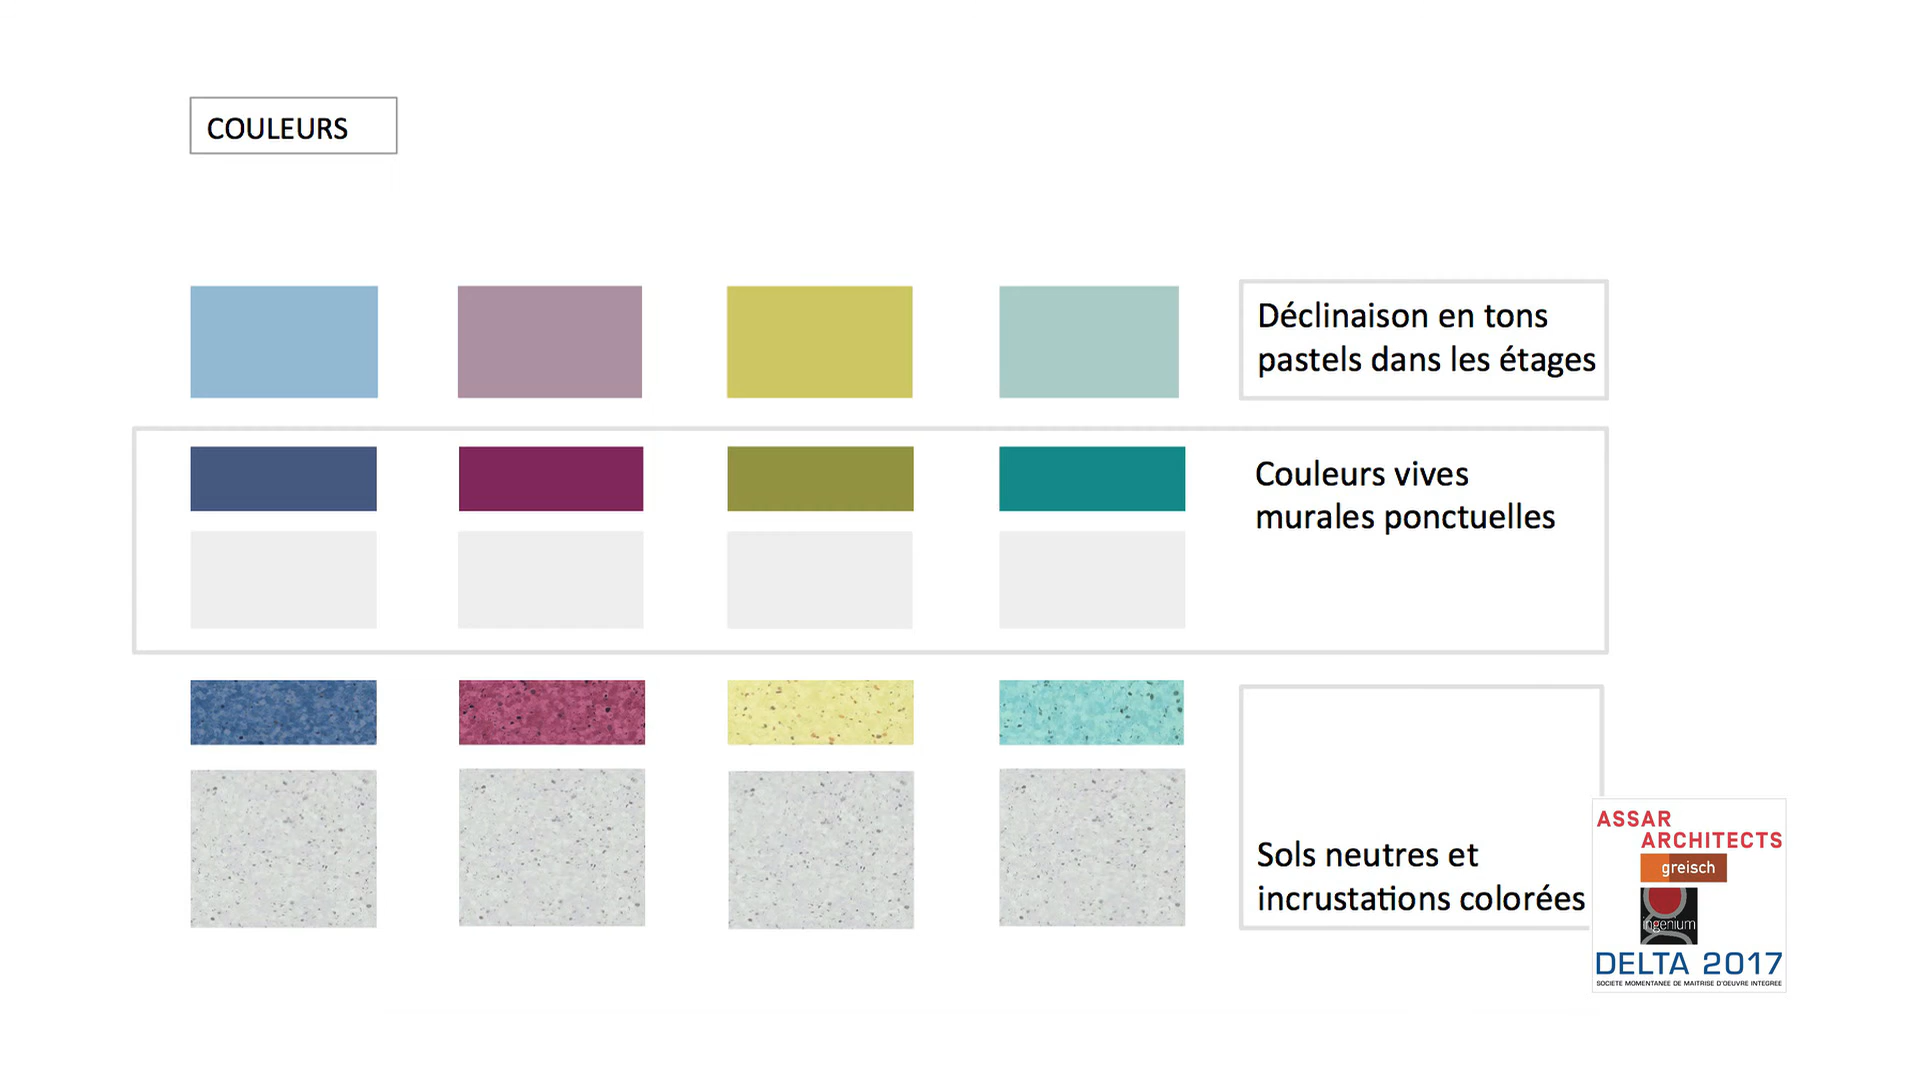 COULEURS
Déclinaison en tons
pastels dans les étages
Couleurs vives
murales ponctuelles
Sols neutres et
incrustations colorées
ASSAR
ARCHITECTS
greisch
ingenium
DELTA 2017
SOCIETE MOMENTANEE DE MAITRISE D'OEUVRE INTEGREE